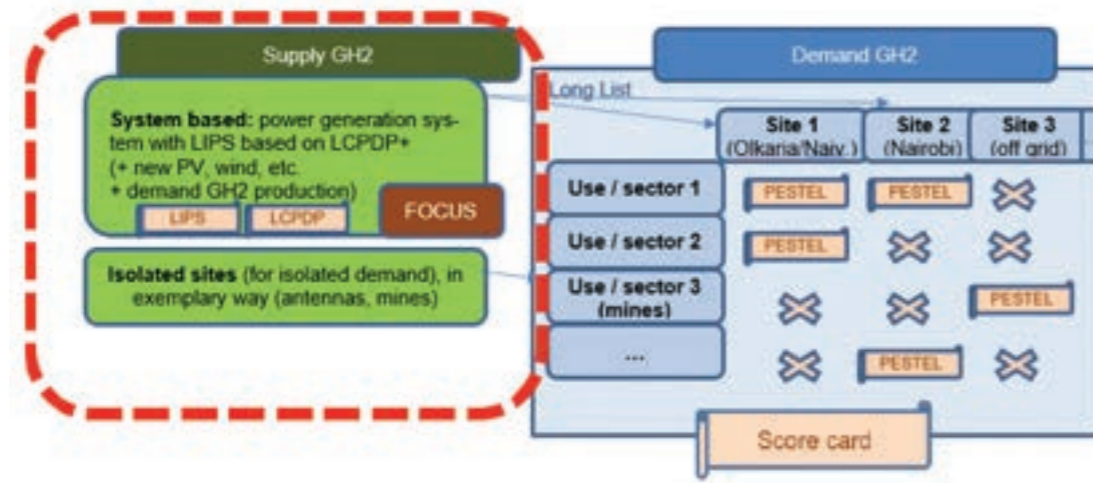 Supply GH2
System based: power generation sys-
tem with LIPS based on LCPDP+
(+ new PV, wind, etc.
+ demand GH2 production)
LIPS
LCPDP
FOCUS
Isolated sites (for isolated demand), in
exemplary way (antennas, mines)
Demand GH2
Long List
Site 1
(Olkaria/Naiv.)
Site 2
(Nairobi)
Site 3
(off grid)
Use / sector 1
PESTEL
PESTEL
Use / sector 2
PESTEL
Use / sector 3
(mines)
PESTEL
...
PESTEL
Score card